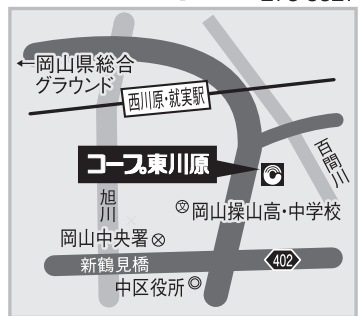 ←岡山県総合
グラウンド
西川原・就実駅
百間川
コープ東川原
旭川
文岡山操山高・中学校
岡山中央署
新鶴見橋
402
中区役所